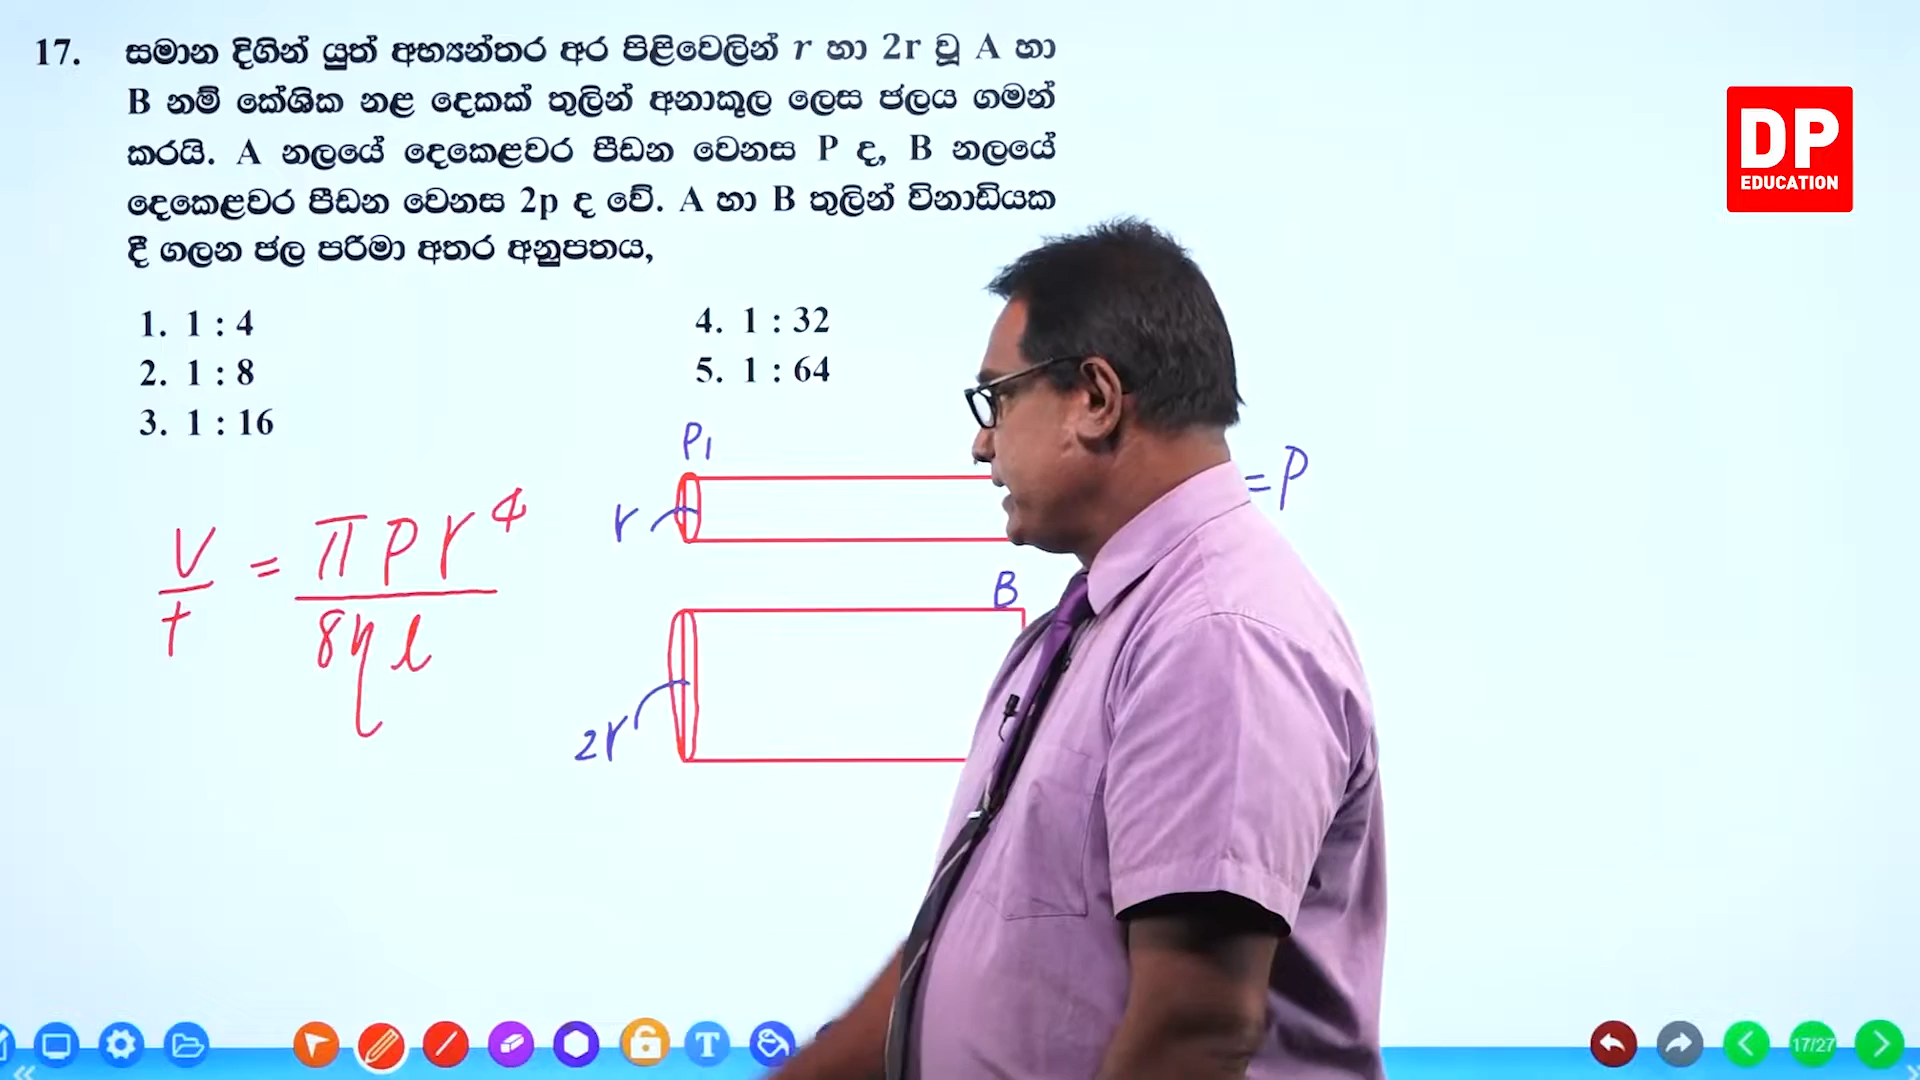 17. සමාන දිගින් යුත් අභ්‍යන්තර අර පිළිවෙලින් r හා 2r වූ A හා
B නම් කේශික නළ දෙකක් තුලින් අනාකූල ලෙස ජලය ගමන්
කරයි. A නලයේ දෙකෙළවර පීඩන වෙනස P ද, B නලයේ
දෙකෙළවර පීඩන වෙනස 2p ද වේ. A හා B තුලින් විනාඩියක
දී ගලන ජල පරිමා අතර අනුපතය,
1. 1 : 4
2. 1 : 8
3. 1 : 16
4. 1 : 32
5. 1 : 64
DP
EDUCATION
P1
r
= P
V/t = πPr⁴/8ηl
B
2r
T
17/27